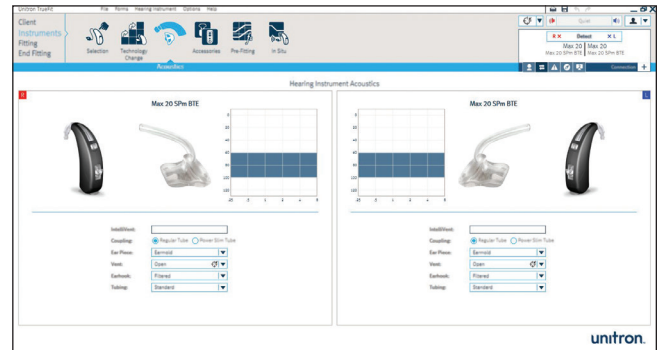 Unitron TrueFit
File Forms Hearing Instrument Options Help
Client
Instruments
Fitting
End Fitting
Selection
Technology Change
Accessories
Pre-Fitting
In Situ
Acoustics
Quiet
R X Detect X L
Max 20 Max 20
Max 20 SPm BTE Max 20 SPm BTE
Connection +
Hearing Instrument Acoustics
R
Max 20 SPm BTE
IntelliVent:
Coupling: Regular Tube Power Slim Tube
Ear Piece: Earmold
Vent: Open
Earhook: Filtered
Tubing: Standard
L
Max 20 SPm BTE
IntelliVent:
Coupling: Regular Tube Power Slim Tube
Ear Piece: Earmold
Vent: Open
Earhook: Filtered
Tubing: Standard
unitron.